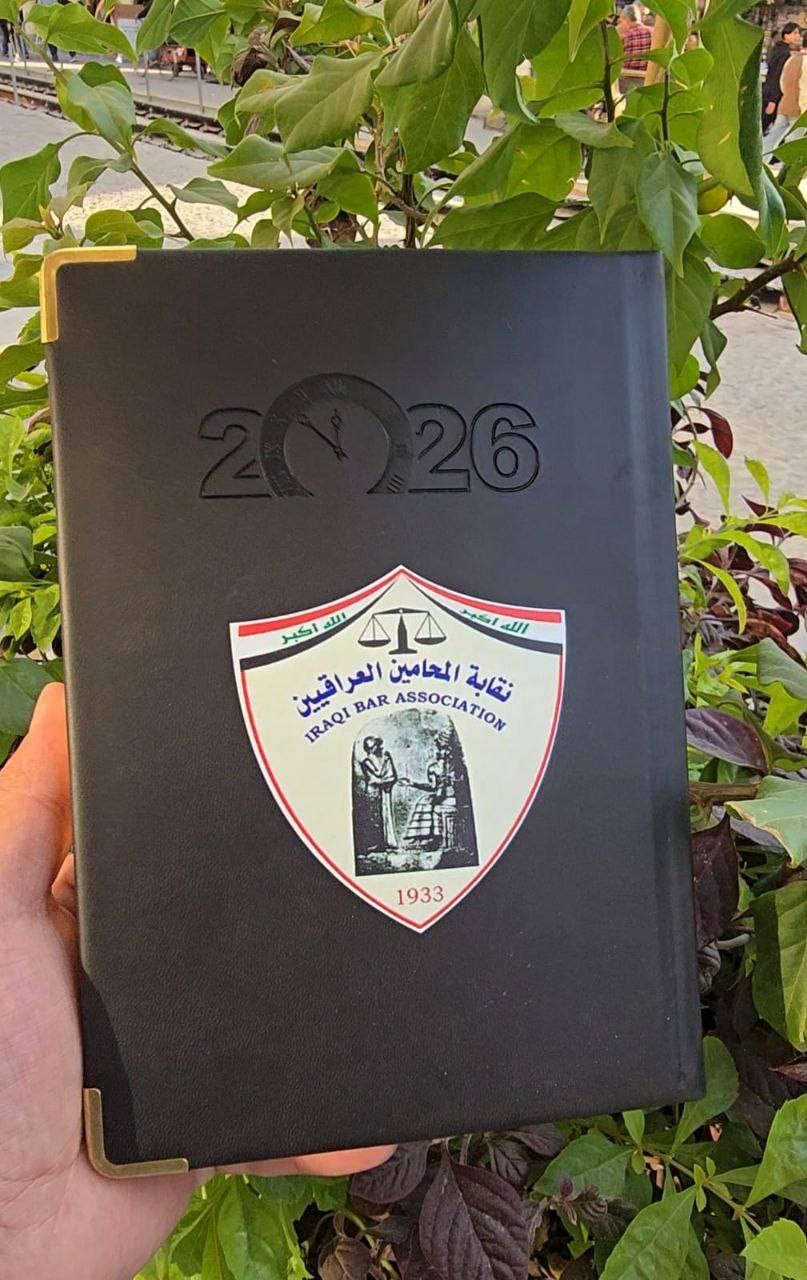 2026
الله اكبر الله اكبر
نقابة المحامين العراقيين
IRAQI BAR ASSOCIATION
1933